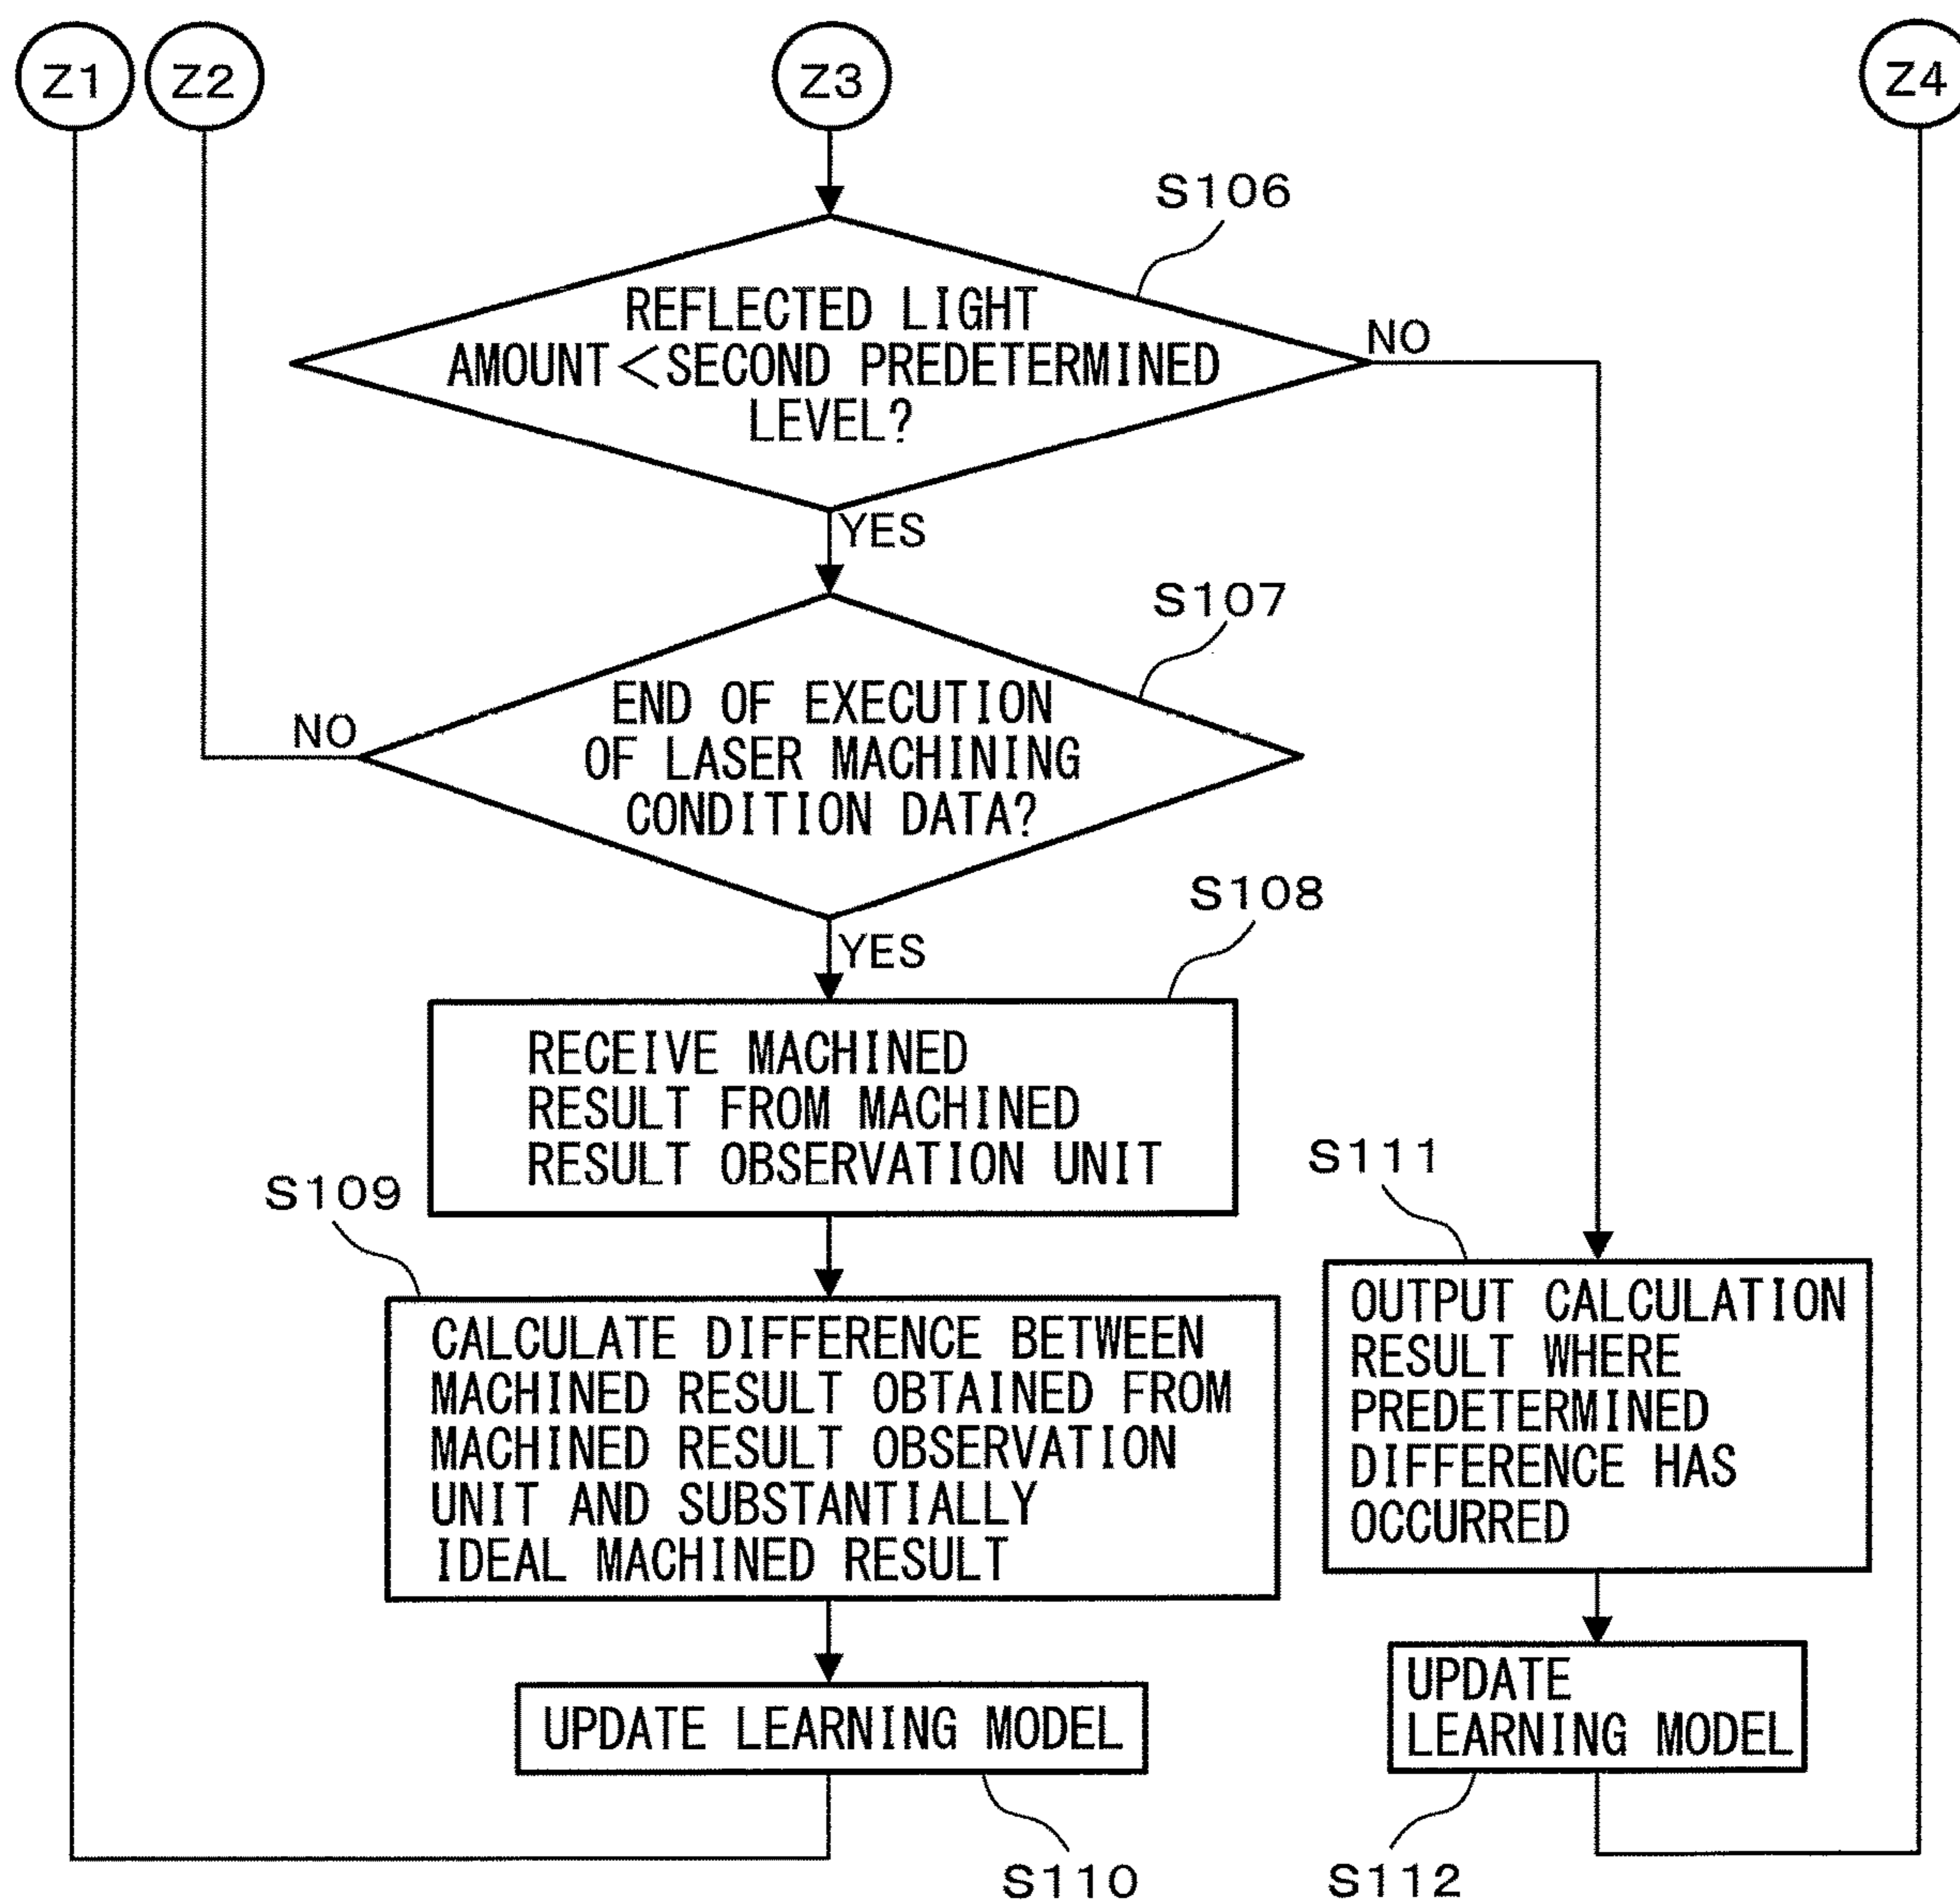 Z1
Z2
Z3
Z4
S106
REFLECTED LIGHT
AMOUNT<SECOND PREDETERMINED
LEVEL?
NO
YES
S107
END OF EXECUTION
OF LASER MACHINING
CONDITION DATA?
NO
YES
S108
RECEIVE MACHINED
RESULT FROM MACHINED
RESULT OBSERVATION UNIT
S109
CALCULATE DIFFERENCE BETWEEN
MACHINED RESULT OBTAINED FROM
MACHINED RESULT OBSERVATION
UNIT AND SUBSTANTIALLY
IDEAL MACHINED RESULT
S111
OUTPUT CALCULATION
RESULT WHERE
PREDETERMINED
DIFFERENCE HAS
OCCURRED
UPDATE LEARNING MODEL
S110
UPDATE
LEARNING MODEL
S112